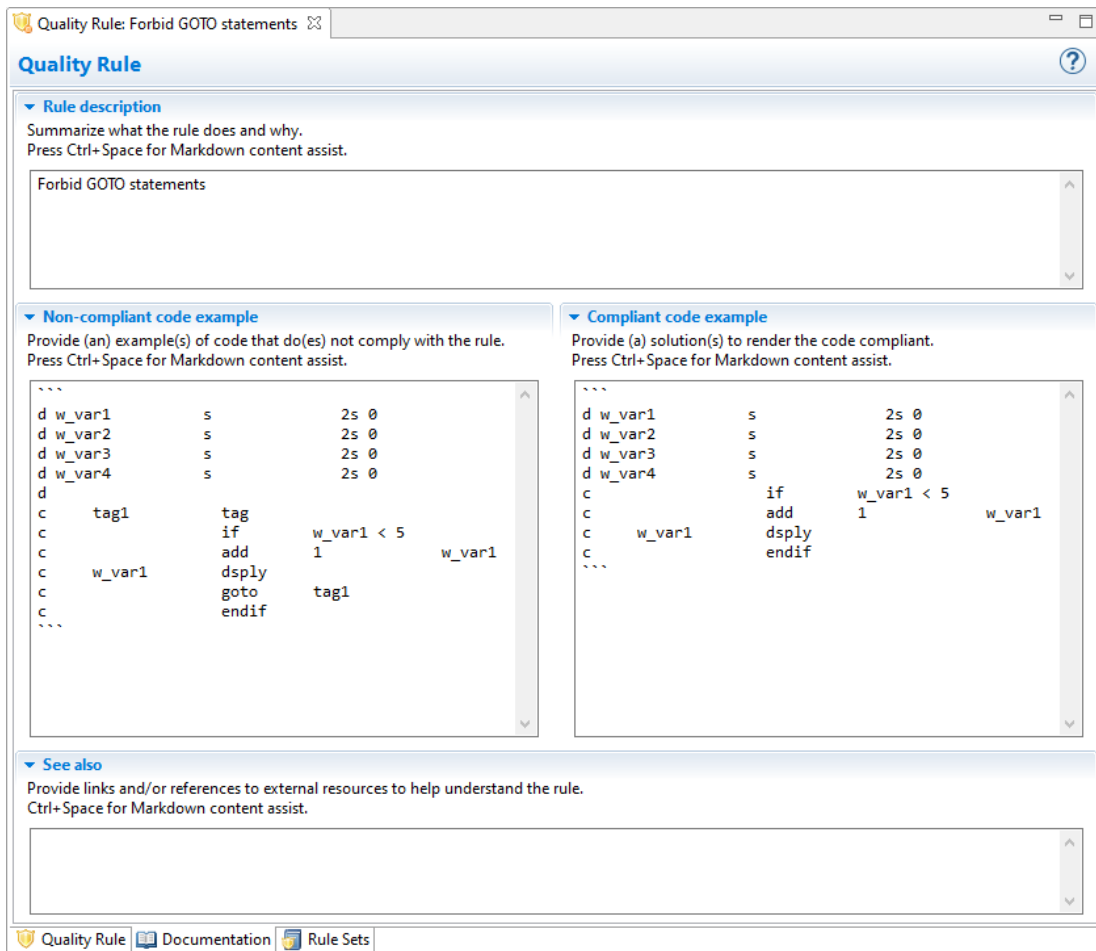 Quality Rule: Forbid GOTO statements
Quality Rule
Rule description
Summarize what the rule does and why.
Press Ctrl+Space for Markdown content assist.
Forbid GOTO statements
Non-compliant code example
Provide (an) example(s) of code that do(es) not comply with the rule.
Press Ctrl+Space for Markdown content assist.
```
d w_var1          s              2s 0
d w_var2          s              2s 0
d w_var3          s              2s 0
d w_var4          s              2s 0
d
c     tag1          tag
c                   if        w_var1 < 5
c                   add       1             w_var1
c     w_var1        dsply
c                   goto      tag1
c                   endif
```
Compliant code example
Provide (a) solution(s) to render the code compliant.
Press Ctrl+Space for Markdown content assist.
```
d w_var1          s              2s 0
d w_var2          s              2s 0
d w_var3          s              2s 0
d w_var4          s              2s 0
c                   if        w_var1 < 5
c                   add       1             w_var1
c     w_var1        dsply
c                   endif
```
See also
Provide links and/or references to external resources to help understand the rule.
Ctrl+Space for Markdown content assist.
Quality Rule Documentation Rule Sets